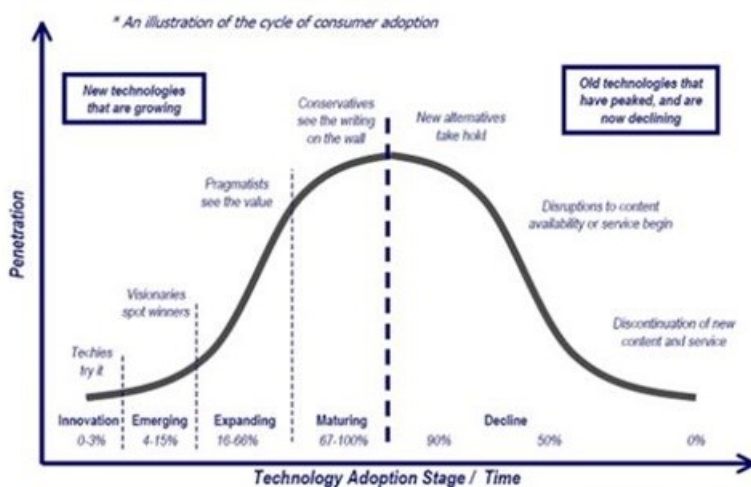 * An illustration of the cycle of consumer adoption
New technologies
that are growing
Conservatives
see the writing
on the wall
New alternatives
take hold
Old technologies that
have peaked, and are
now declining
Pragmatists
see the value
Disruptions to content
availability or service begin
Visionaries
spot winners
Techies
try it
Discontinuation of new
content and service
Penetration
Innovation Emerging Expanding Maturing Decline
0-3% 4-15% 16-66% 67-100% 90% 50% 0%
Technology Adoption Stage / Time